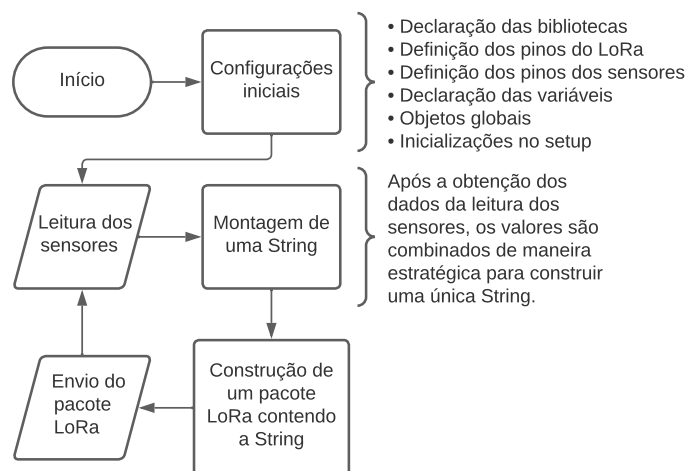 Início
Configurações
iniciais
• Declaração das bibliotecas
• Definição dos pinos do LoRa
• Definição dos pinos dos sensores
• Declaração das variáveis
• Objetos globais
• Inicializações no setup
Leitura dos
sensores
Montagem de
uma String
Após a obtenção dos
dados da leitura dos
sensores, os valores são
combinados de maneira
estratégica para construir
uma única String.
Envio do
pacote
LoRa
Construção de
um pacote
LoRa contendo
a String